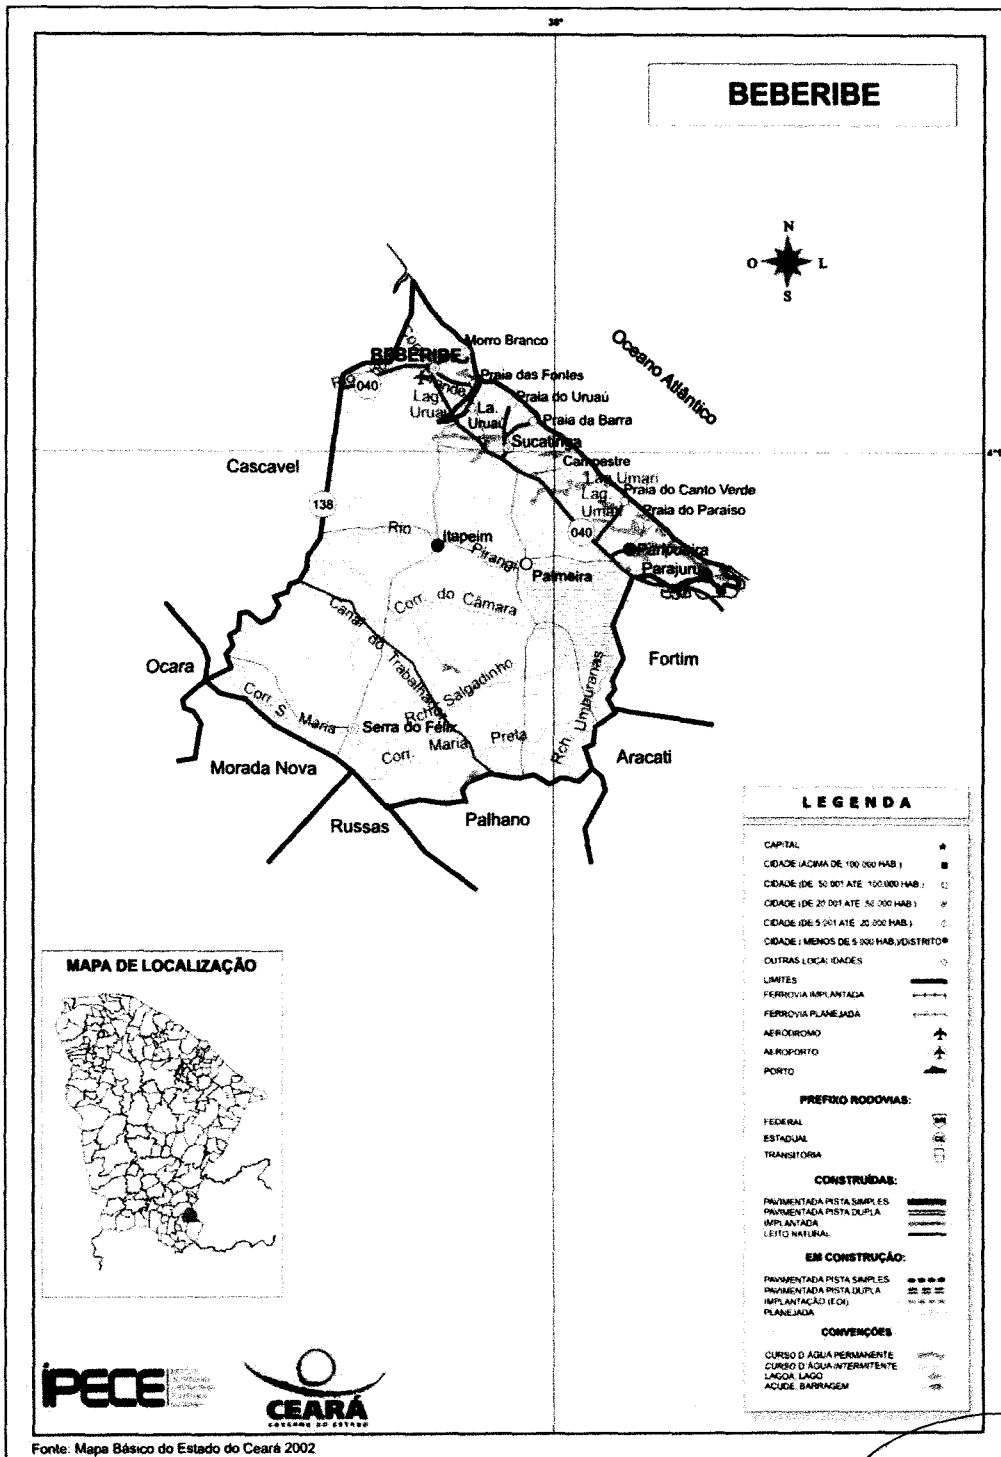 38°
BEBERIBE
N
O L
S
Oceano Atlântico
Morro Branco
BEBERIBE
Praia das Fontes
040
Lag.
Uruaú
La.
Uruaú
Praia do Uruaú
Praia da Barra
Sucatinga
Cascavel
Campestre
Lag. Umari
Lag.
Umari
Praia do Canto Verde
Praia do Paraíso
138
Rio Pirangi
Itapeim
040
Paripueira
Palmeira
Parajuru
Corr. do Câmara
Canal do Trabalhador
Ocara
Fortim
Rch. Salgadinho
Rch. Umburanas
Corr. S. Maria
Serra do Félix
Corr. Maria Preta
Morada Nova
Aracati
Russas
Palhano
LEGENDA
CAPITAL
CIDADE (ACIMA DE 100.000 HAB.)
CIDADE (DE 50.001 ATÉ 100.000 HAB.)
CIDADE (DE 20.001 ATÉ 50.000 HAB.)
CIDADE (DE 5.001 ATÉ 20.000 HAB.)
CIDADE (MENOS DE 5.000 HAB.)/DISTRITO
OUTRAS LOCALIDADES
LIMITES
FERROVIA IMPLANTADA
FERROVIA PLANEJADA
AERÓDROMO
AEROPORTO
PORTO
PREFIXO RODOVIAS:
FEDERAL
ESTADUAL
TRANSITÓRIA
CONSTRUÍDAS:
PAVIMENTADA PISTA SIMPLES
PAVIMENTADA PISTA DUPLA
IMPLANTADA
LEITO NATURAL
EM CONSTRUÇÃO:
PAVIMENTADA PISTA SIMPLES
PAVIMENTADA PISTA DUPLA
IMPLANTAÇÃO (EOI)
PLANEJADA
CONVENÇÕES
CURSO D'ÁGUA PERMANENTE
CURSO D'ÁGUA INTERMITENTE
LAGOA, LAGO
AÇUDE, BARRAGEM
MAPA DE LOCALIZAÇÃO
IPECE
CEARÁ
GOVERNO DO ESTADO
Fonte: Mapa Básico do Estado do Ceará 2002